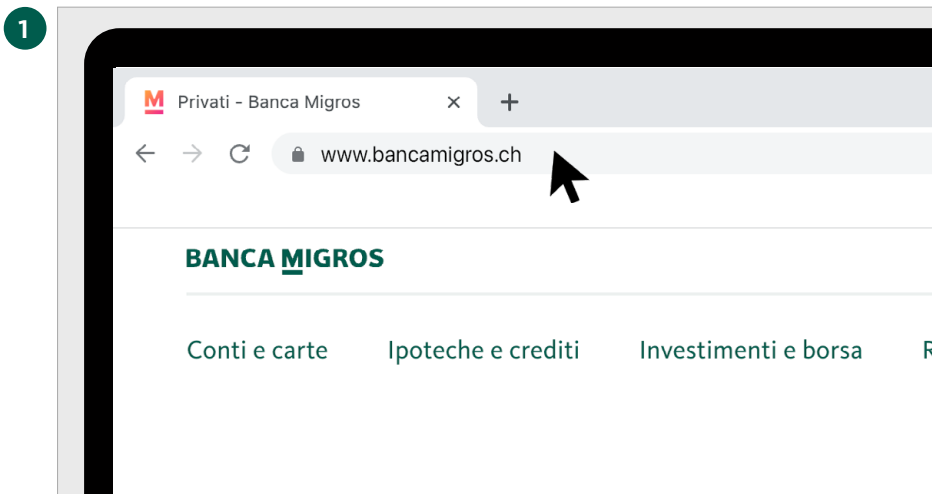 1
Privati - Banca Migros
www.bancamigros.ch
BANCA MIGROS
Conti e carte Ipoteche e crediti Investimenti e borsa